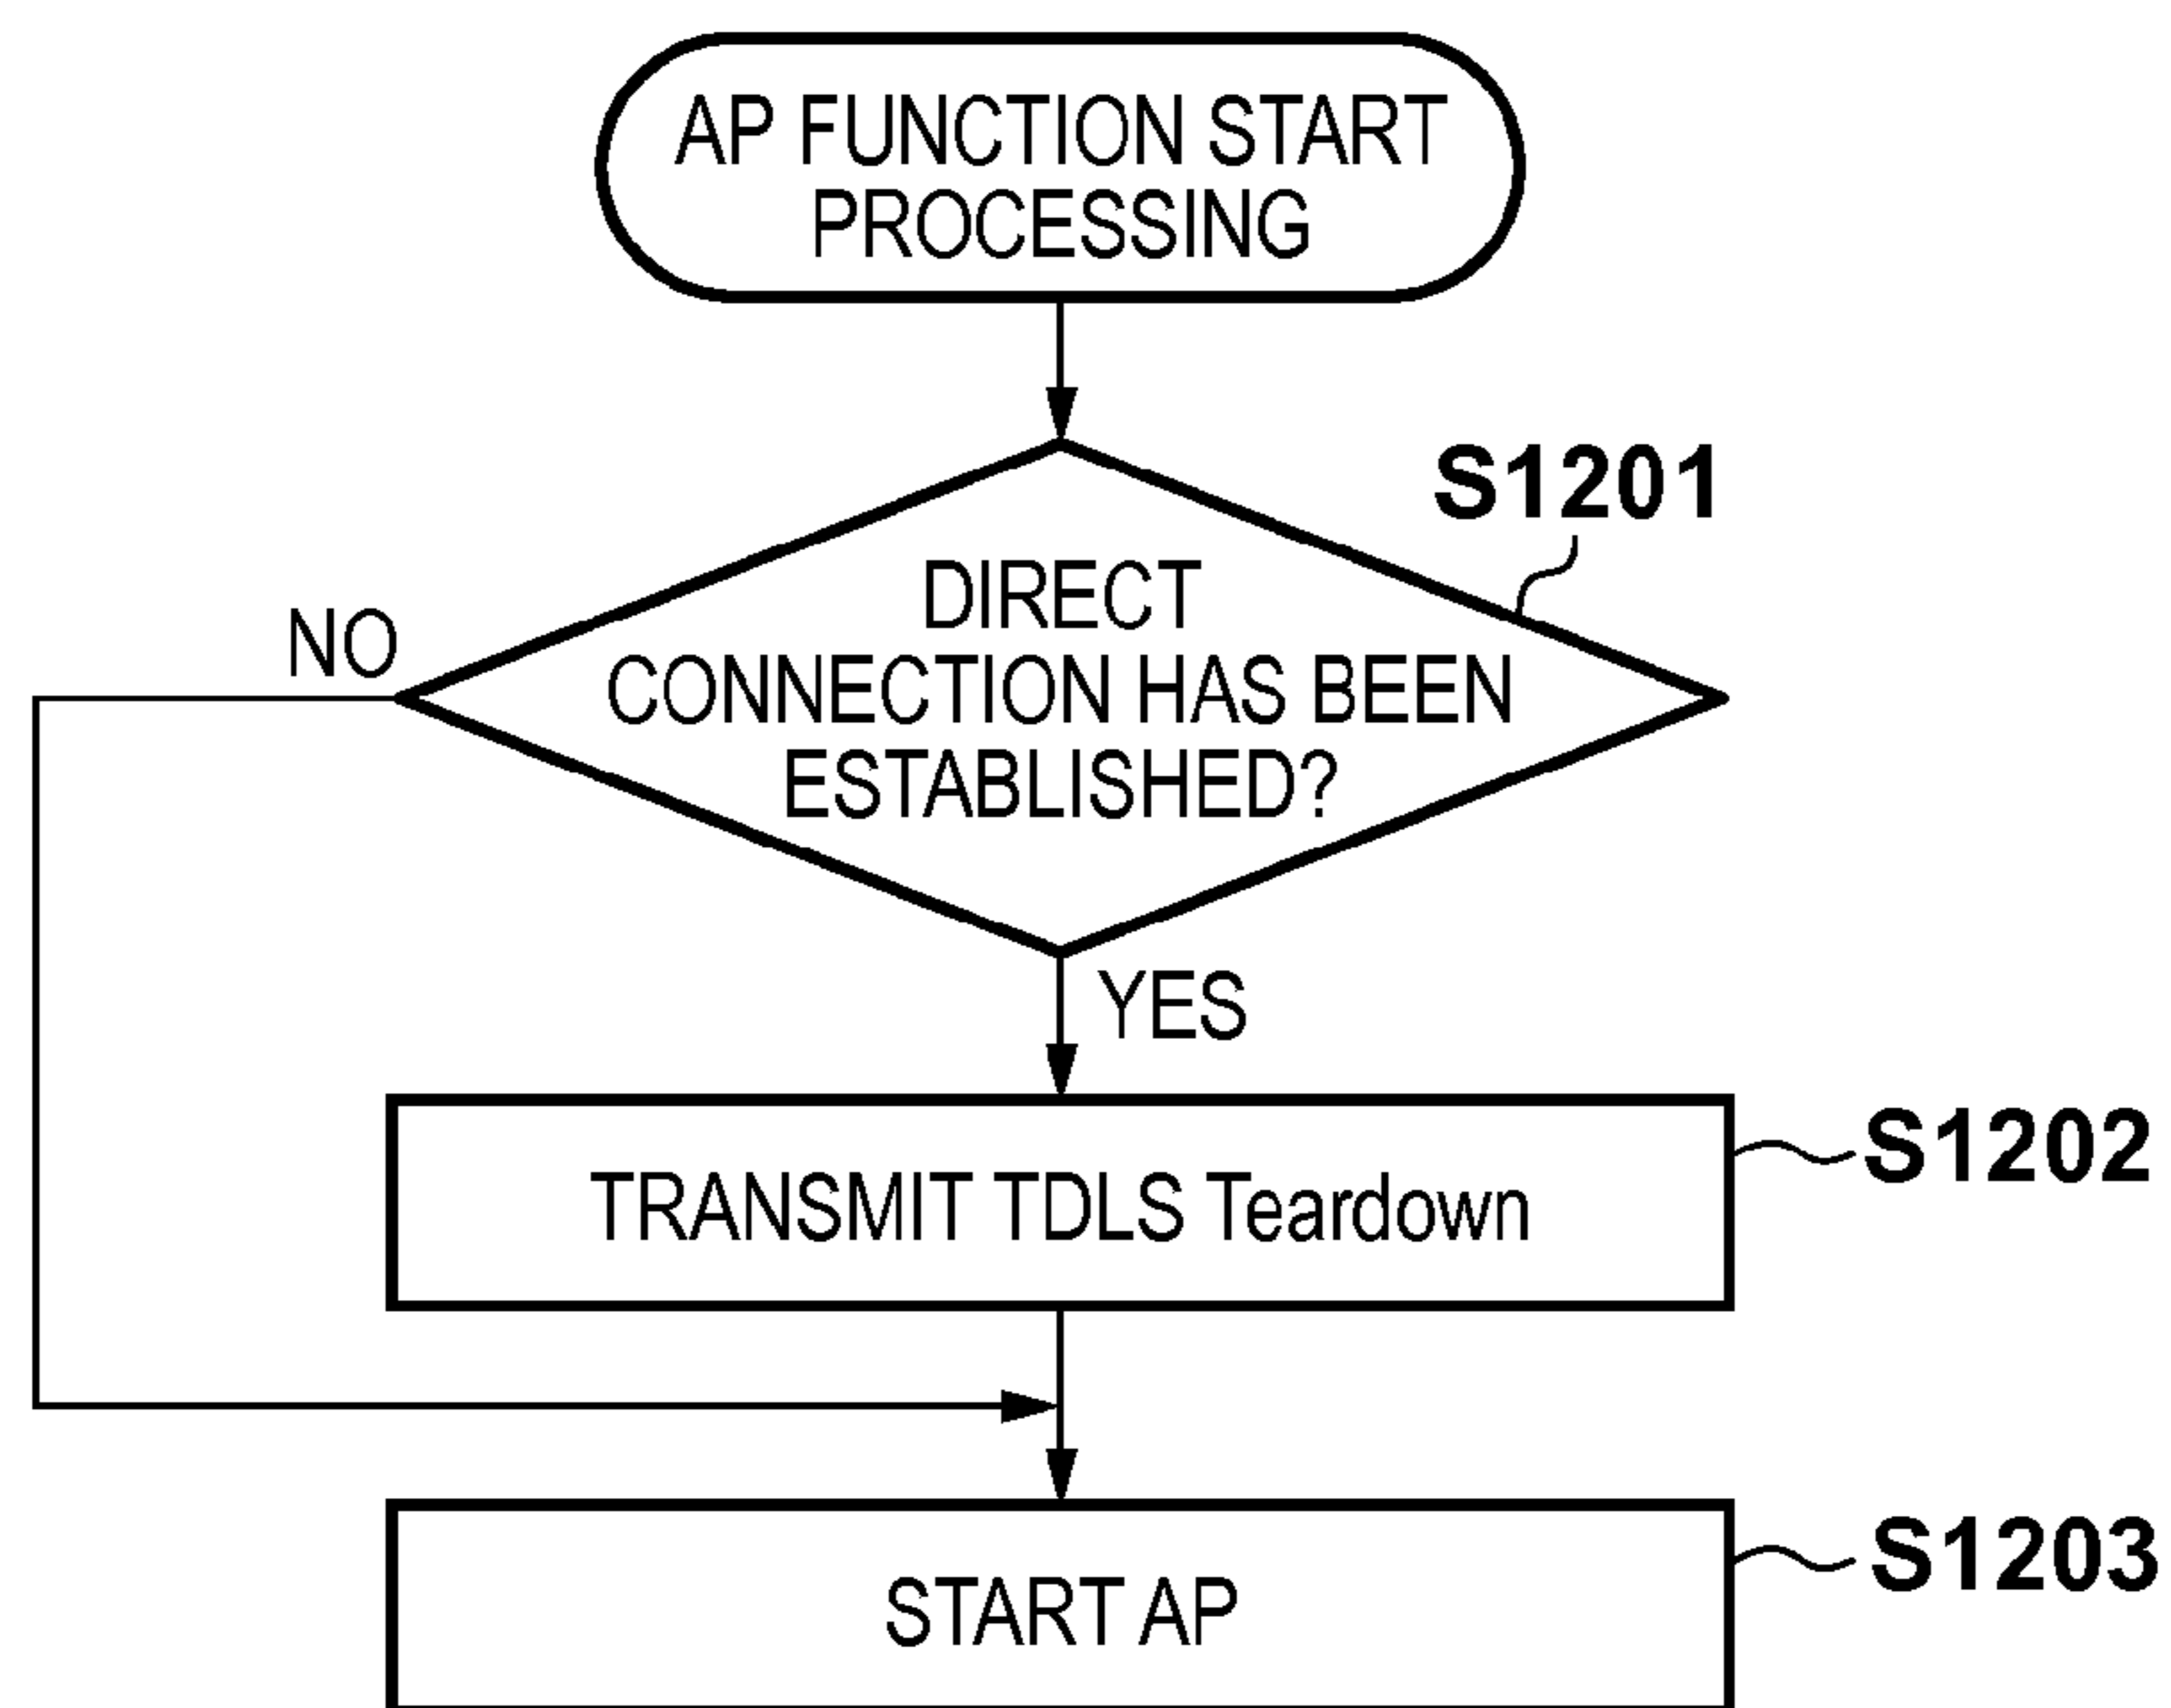 AP FUNCTION START
PROCESSING
S1201
DIRECT
CONNECTION HAS BEEN
ESTABLISHED?
NO
YES
TRANSMIT TDLS Teardown
S1202
START AP
S1203